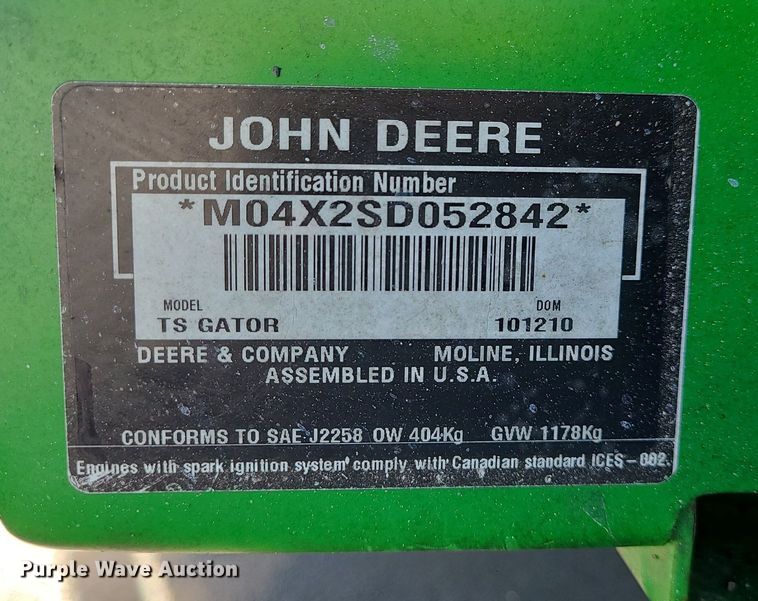 JOHN DEERE
Product Identification Number
*M04X2SD052842*
MODEL DOM
TS GATOR 101210
DEERE & COMPANY MOLINE, ILLINOIS
ASSEMBLED IN U.S.A.
CONFORMS TO SAE J2258 OW 404Kg GVW 1178Kg
Engines with spark ignition system comply with Canadian standard ICES-002.
Purple Wave Auction